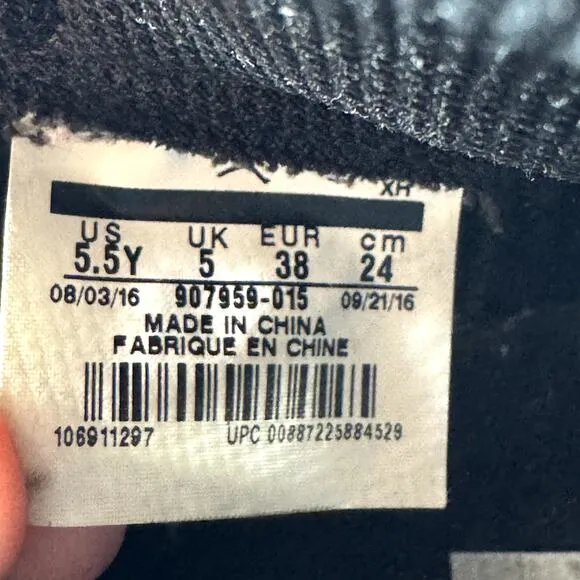 XR
US UK EUR cm
5.5Y 5 38 24
08/03/16 907959-015 09/21/16
MADE IN CHINA
FABRIQUE EN CHINE
106911297 UPC 00887225884529